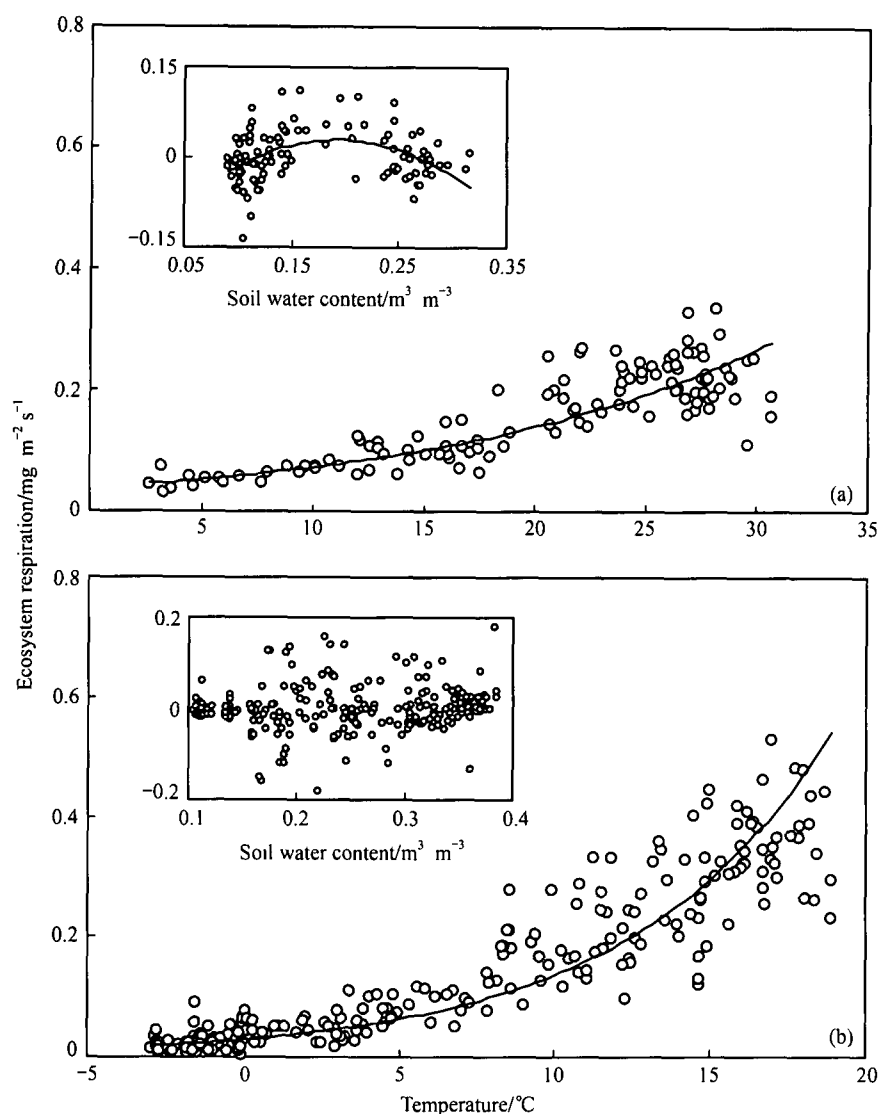 0.8
0.6
0.4
0.2
0
0.15
0
−0.15
0.05 0.15 0.25 0.35
Soil water content/m³ m⁻³
(a)
5 10 15 20 25 30 35
Ecosystem respiration/mg m⁻² s⁻¹
0.8
0.6
0.4
0.2
0
0.2
0
−0.2
0.1 0.2 0.3 0.4
Soil water content/m³ m⁻³
(b)
−5 0 5 10 15 20
Temperature/℃